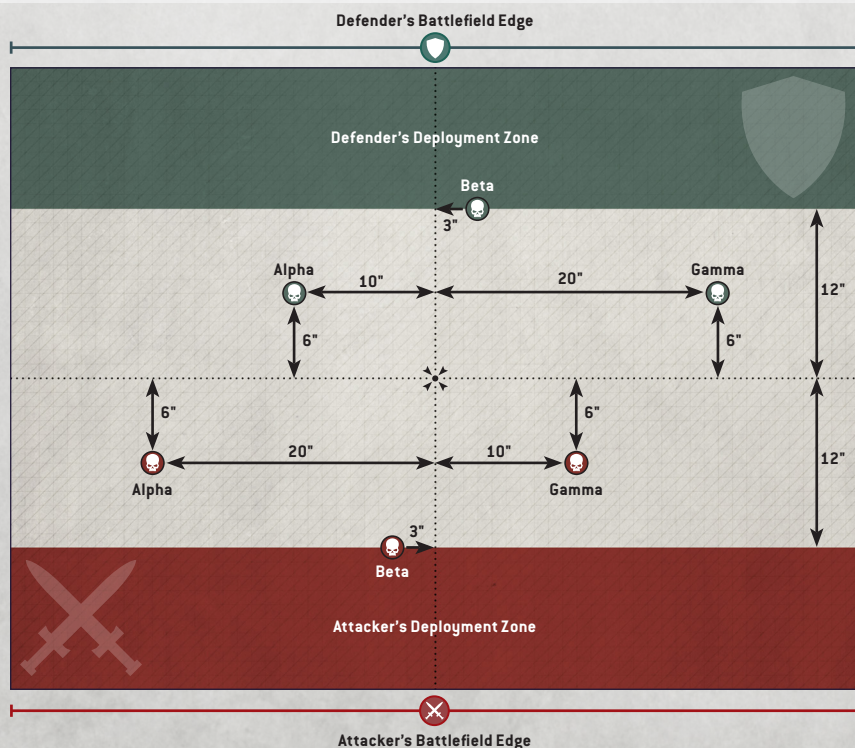 Defender's Battlefield Edge
Defender's Deployment Zone
Beta
3"
Alpha
Gamma
10"
20"
12"
6"
6"
6"
6"
12"
20"
10"
Alpha
Gamma
3"
Beta
Attacker's Deployment Zone
Attacker's Battlefield Edge